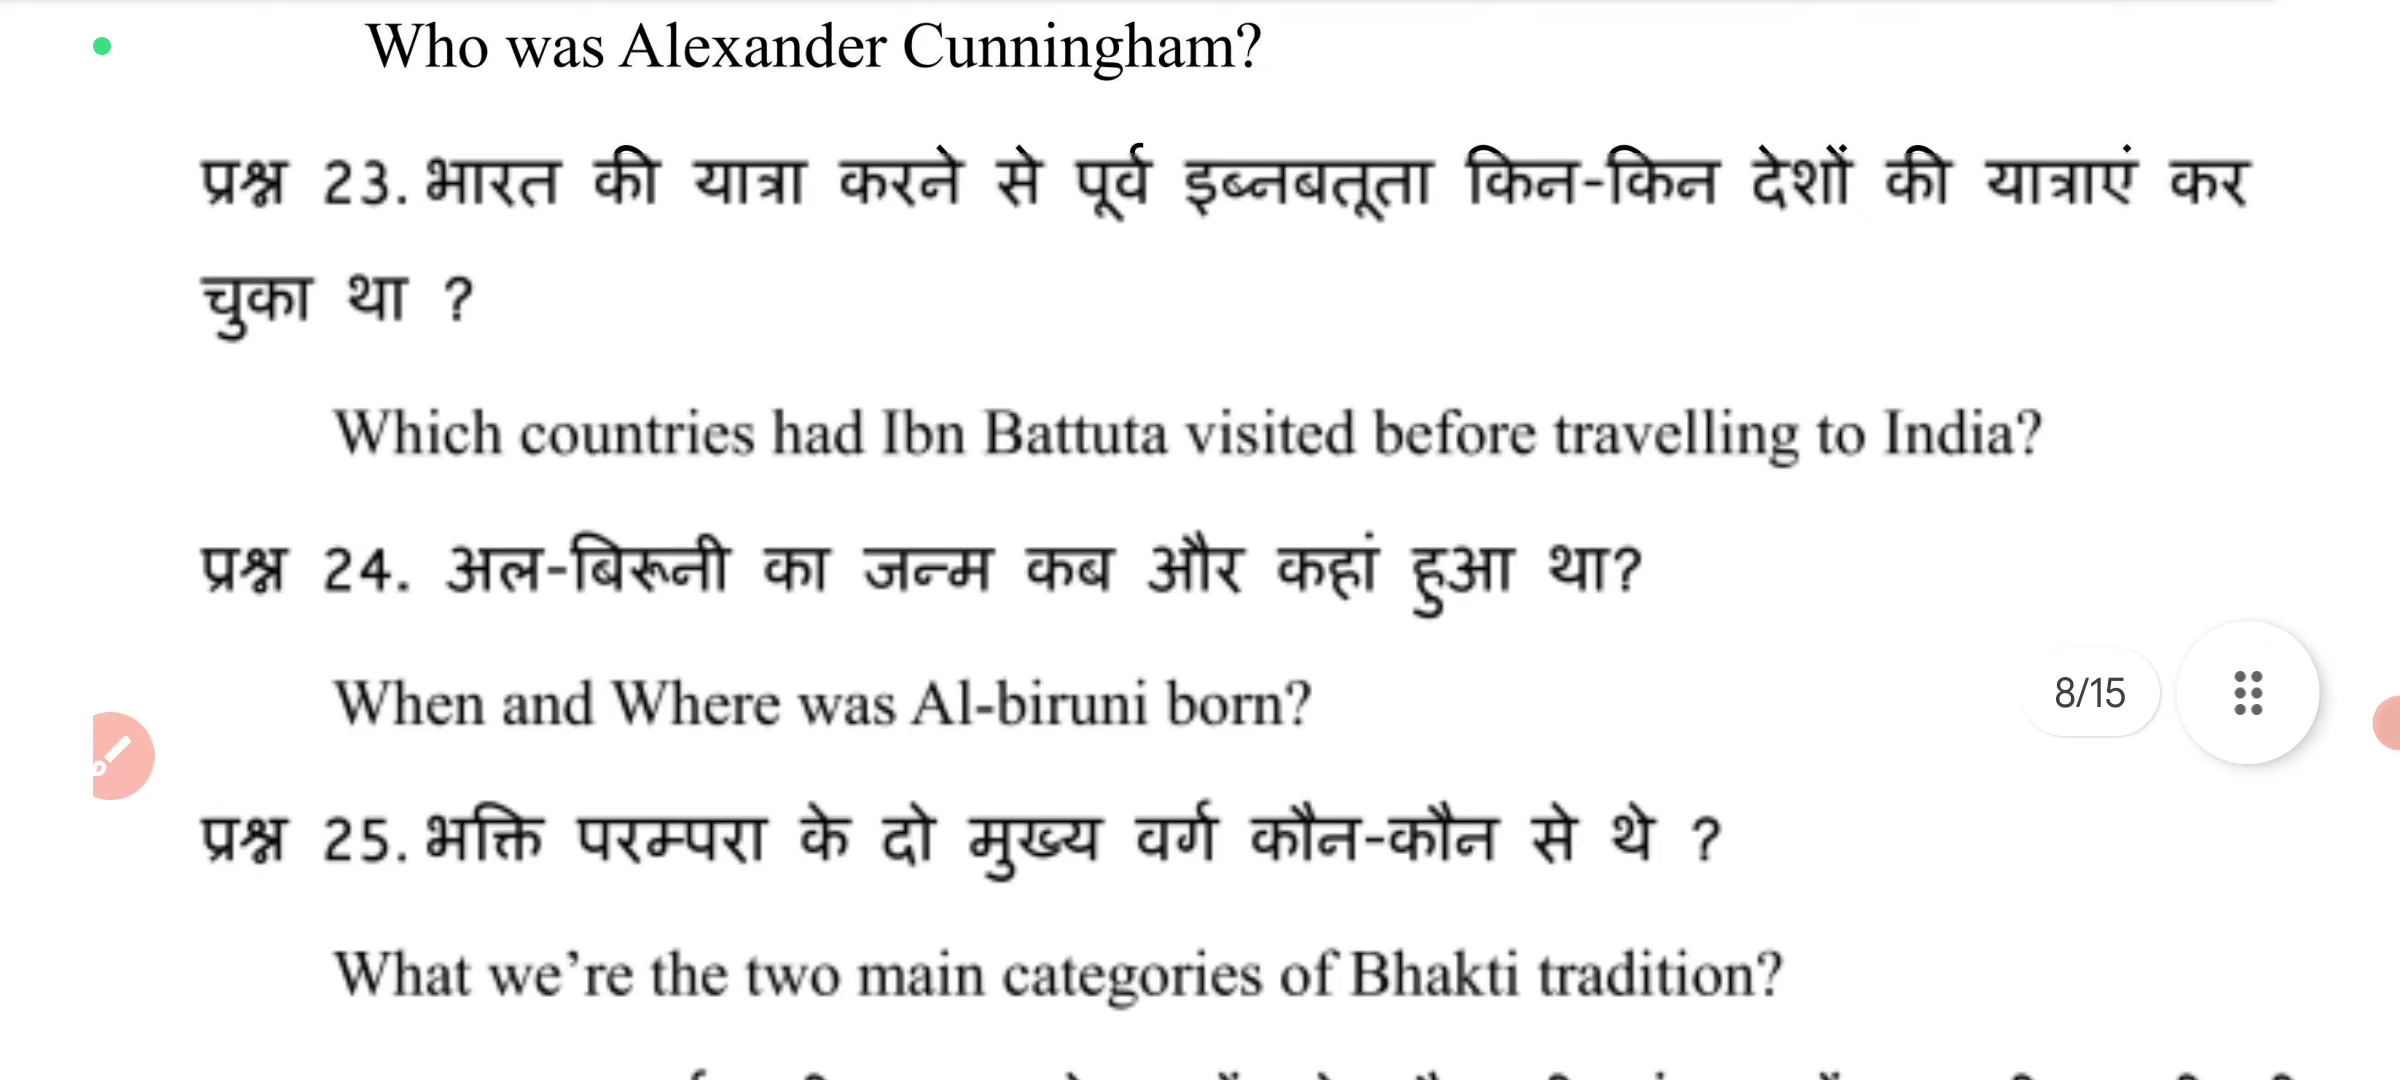 Who was Alexander Cunningham?
प्रश्न 23. भारत की यात्रा करने से पूर्व इब्नबतूता किन-किन देशों की यात्राएं कर
चुका था ?
Which countries had Ibn Battuta visited before travelling to India?
प्रश्न 24. अल-बिरूनी का जन्म कब और कहां हुआ था?
When and Where was Al-biruni born?
8/15
प्रश्न 25. भक्ति परम्परा के दो मुख्य वर्ग कौन-कौन से थे ?
What we’re the two main categories of Bhakti tradition?